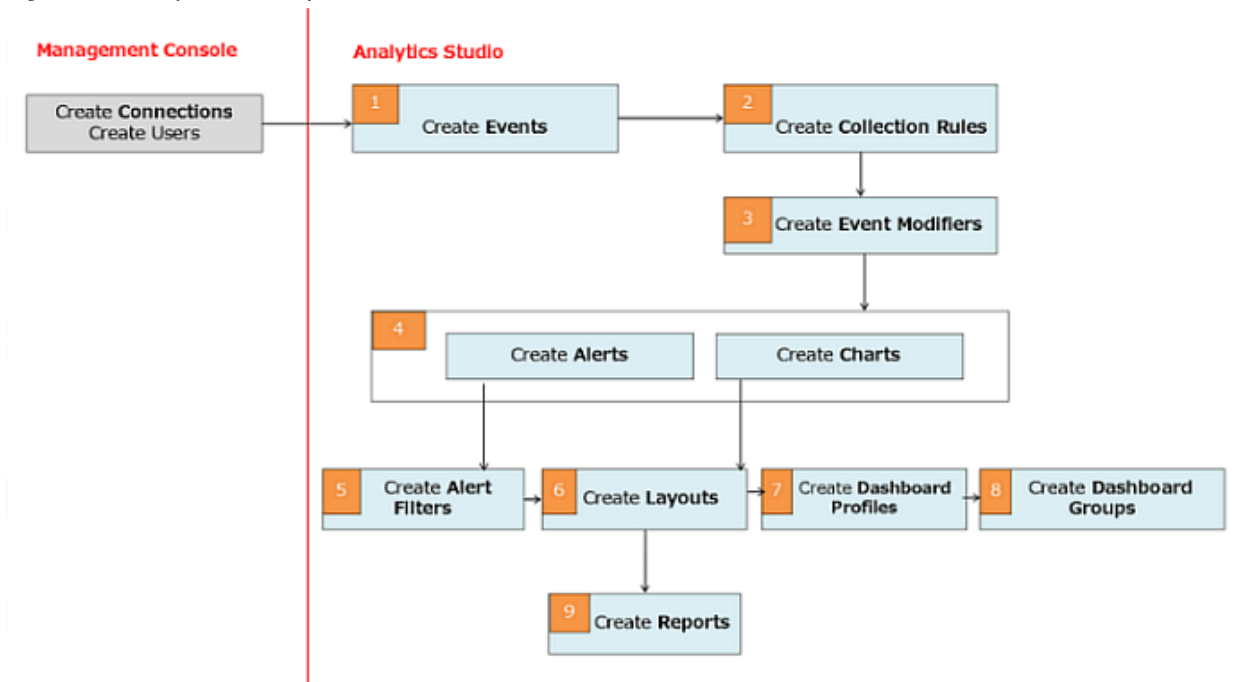 Management Console
Analytics Studio
Create Connections
Create Users
1
Create Events
2
Create Collection Rules
3
Create Event Modifiers
4
Create Alerts
Create Charts
5
Create Alert
Filters
6
Create Layouts
7
Create Dashboard
Profiles
8
Create Dashboard
Groups
9
Create Reports